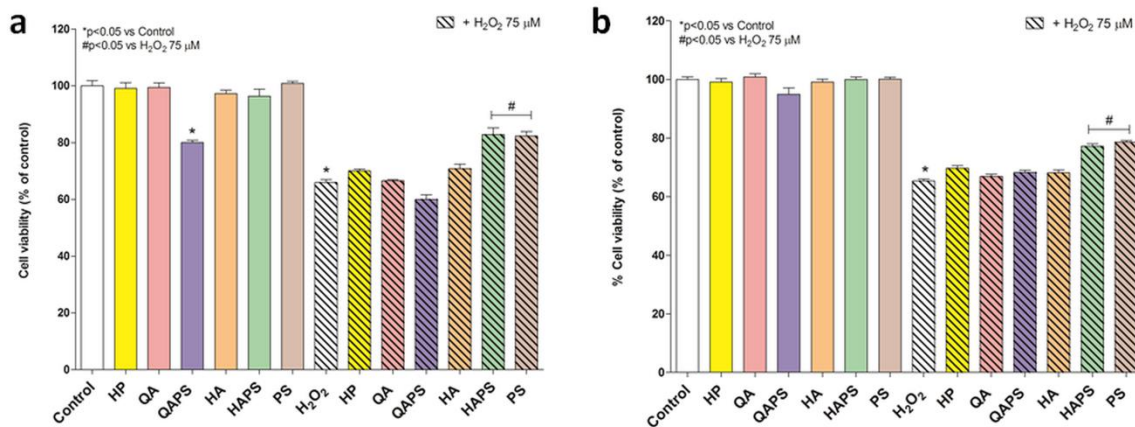 a
*p<0.05 vs Control
#p<0.05 vs H₂O₂ 75 μM
+ H₂O₂ 75 μM
Cell viability (% of control)
120
100
80
60
40
20
0
*
*
#
Control
HP
QA
QAPS
HA
HAPS
PS
H₂O₂
HP
QA
QAPS
HA
HAPS
PS
b
*p<0.05 vs Control
#p<0.05 vs H₂O₂ 75 μM
+ H₂O₂ 75 μM
% Cell viability (% of control)
120
100
80
60
40
20
0
*
#
Control
HP
QA
QAPS
HA
HAPS
PS
H₂O₂
HP
QA
QAPS
HA
HAPS
PS